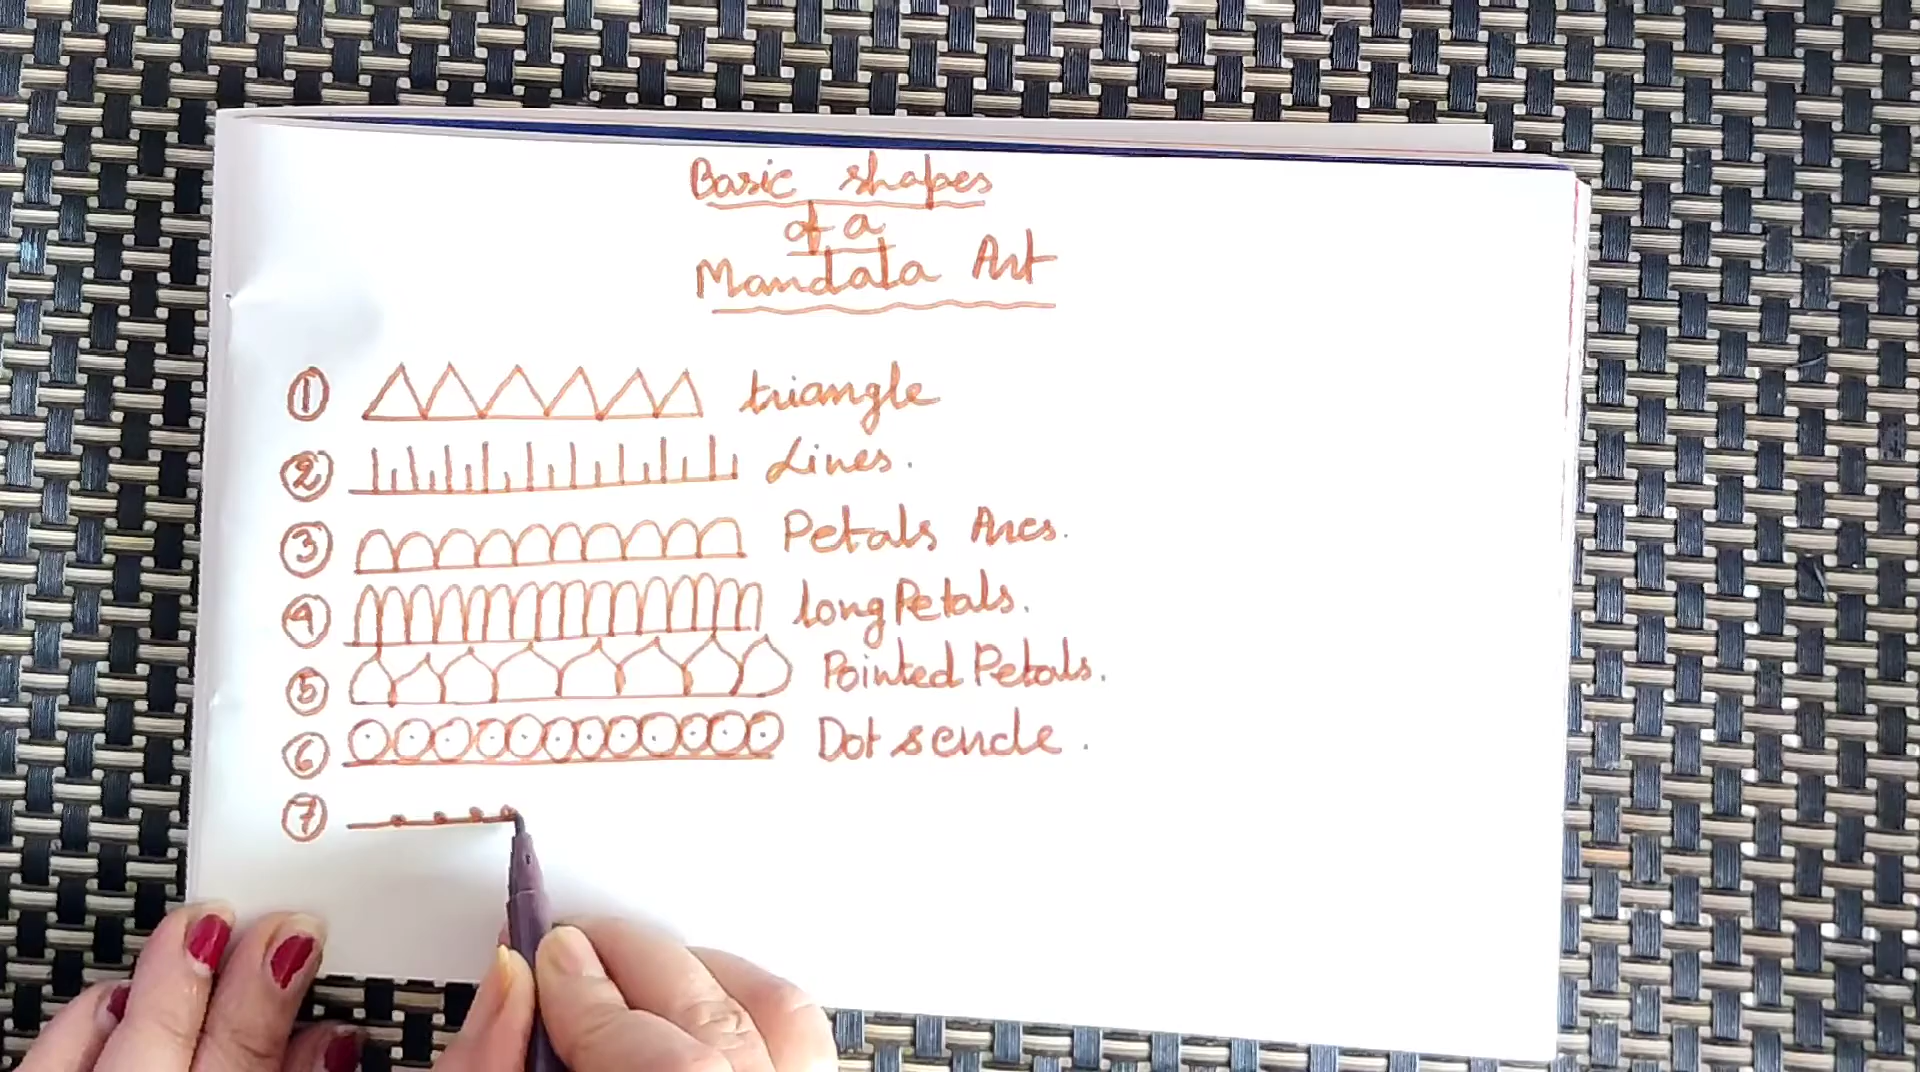 Basic shapes
of a
Mandala Art
1 triangle
2 Lines.
3 Petals Arcs.
4 long Petals.
5 Pointed Petals.
6 Dot
7